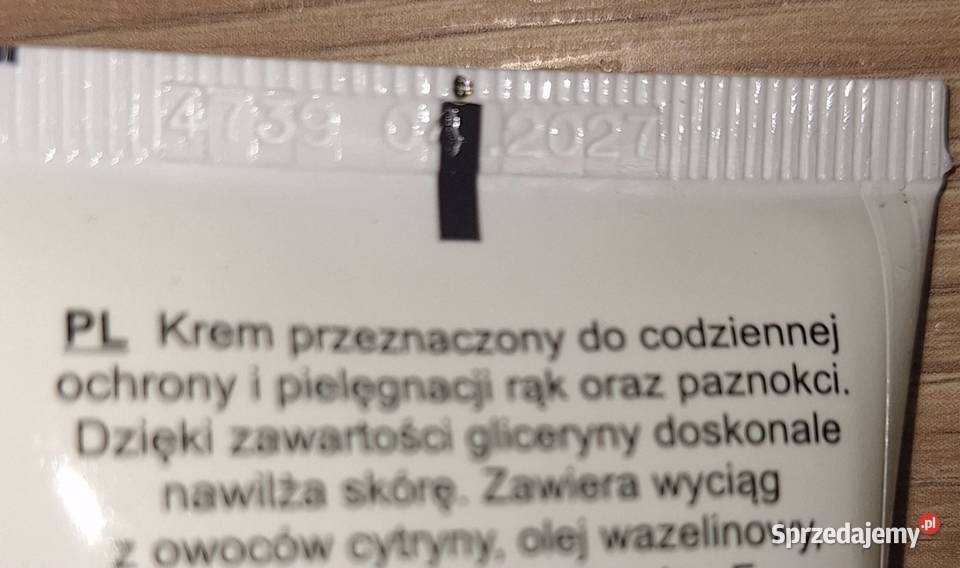 4739 .2027
PL Krem przeznaczony do codziennej
ochrony i pielęgnacji rąk oraz paznokci.
Dzięki zawartości gliceryny doskonale
nawilża skórę. Zawiera wyciąg
z owoców cytryny, olej wazelinowy,
Sprzedajemy.pl